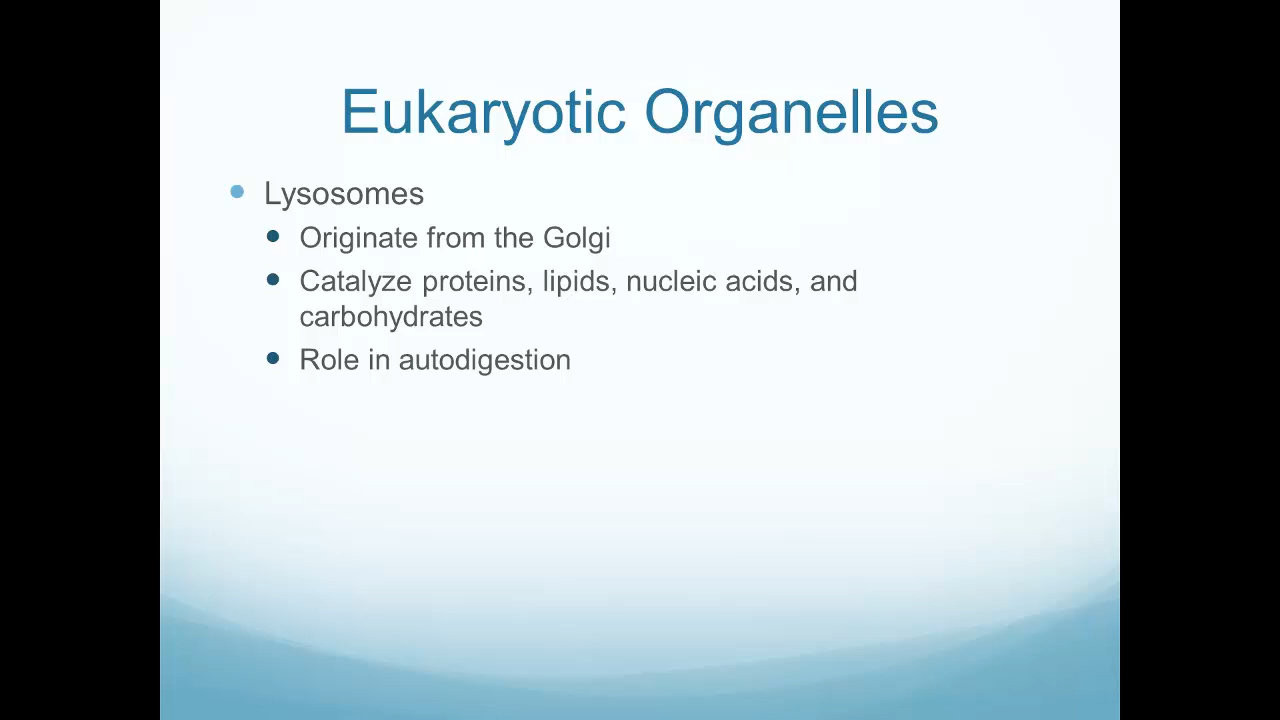 Eukaryotic Organelles
Lysosomes
Originate from the Golgi
Catalyze proteins, lipids, nucleic acids, and
carbohydrates
Role in autodigestion